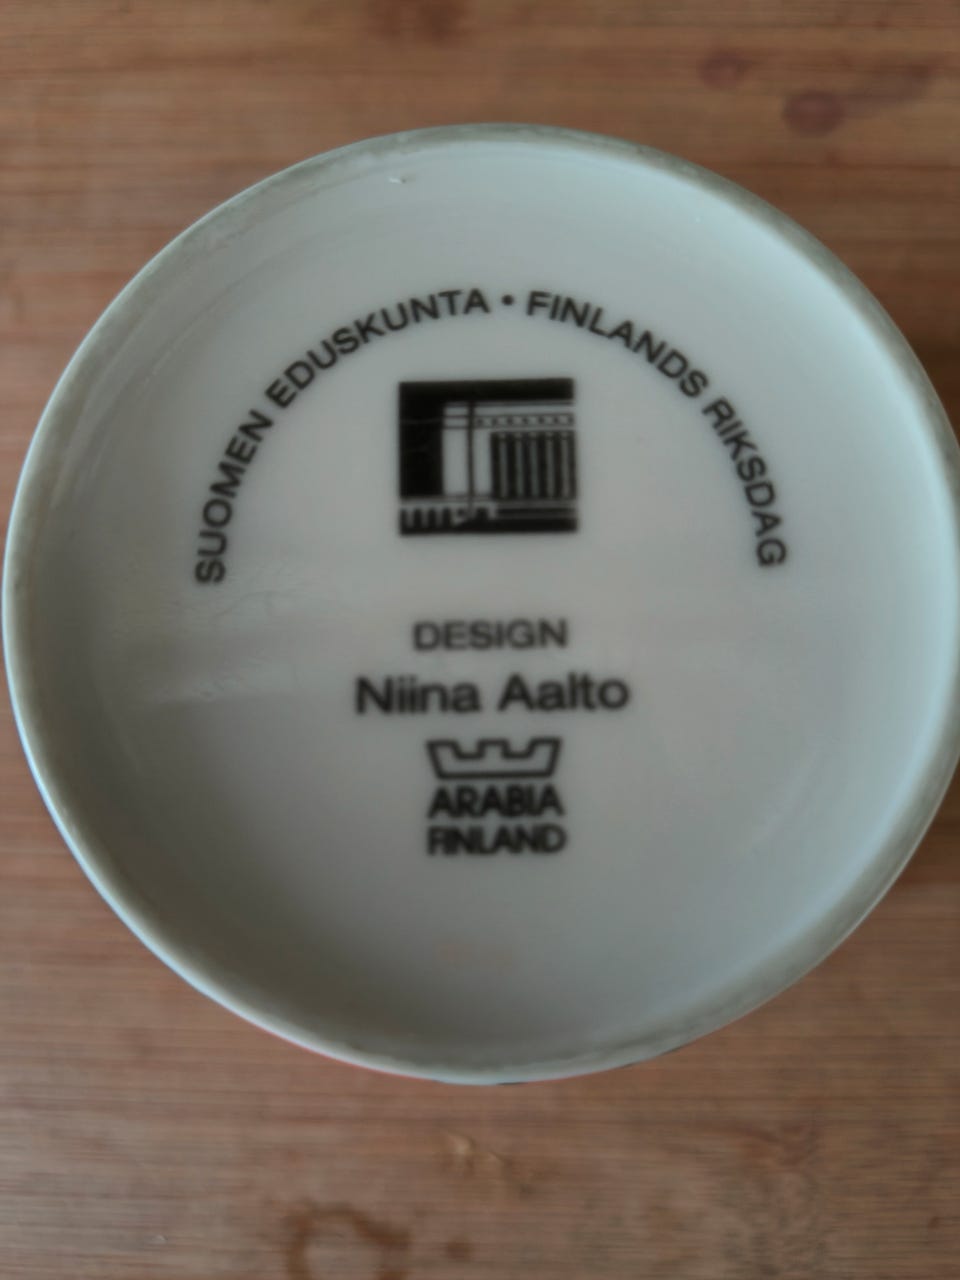 SUOMEN EDUSKUNTA • FINLANDS RIKSDAG
DESIGN
Niina Aalto
ARABIA
FINLAND